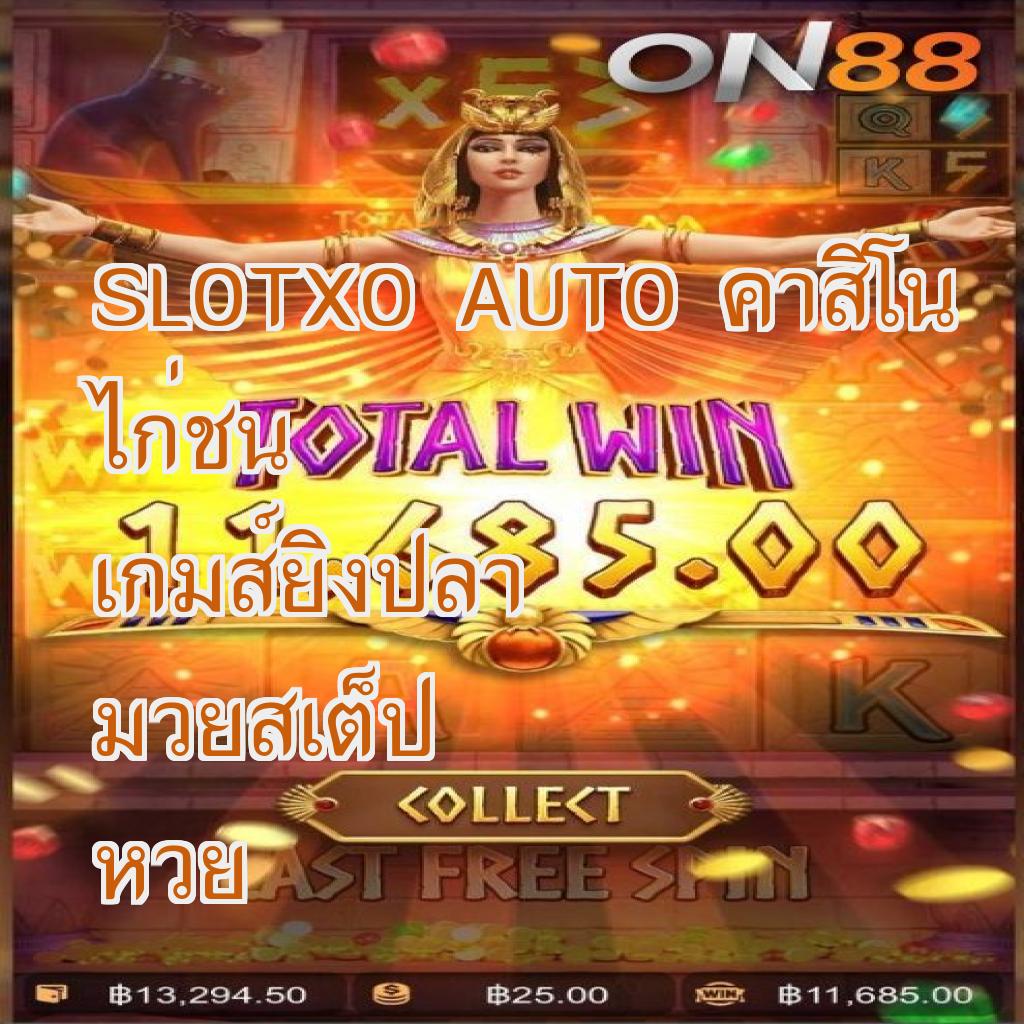 ON88
x53
Q 5
K 5
SLOTXO AUTO คาสิโน
ไก่ชน
TOTAL WIN
11,685.00
เกมส์ยิงปลา
มวยสเต็ป
K
COLLECT
หวย
LAST FREE SPIN
฿13,294.50 ฿25.00 WIN ฿11,685.00